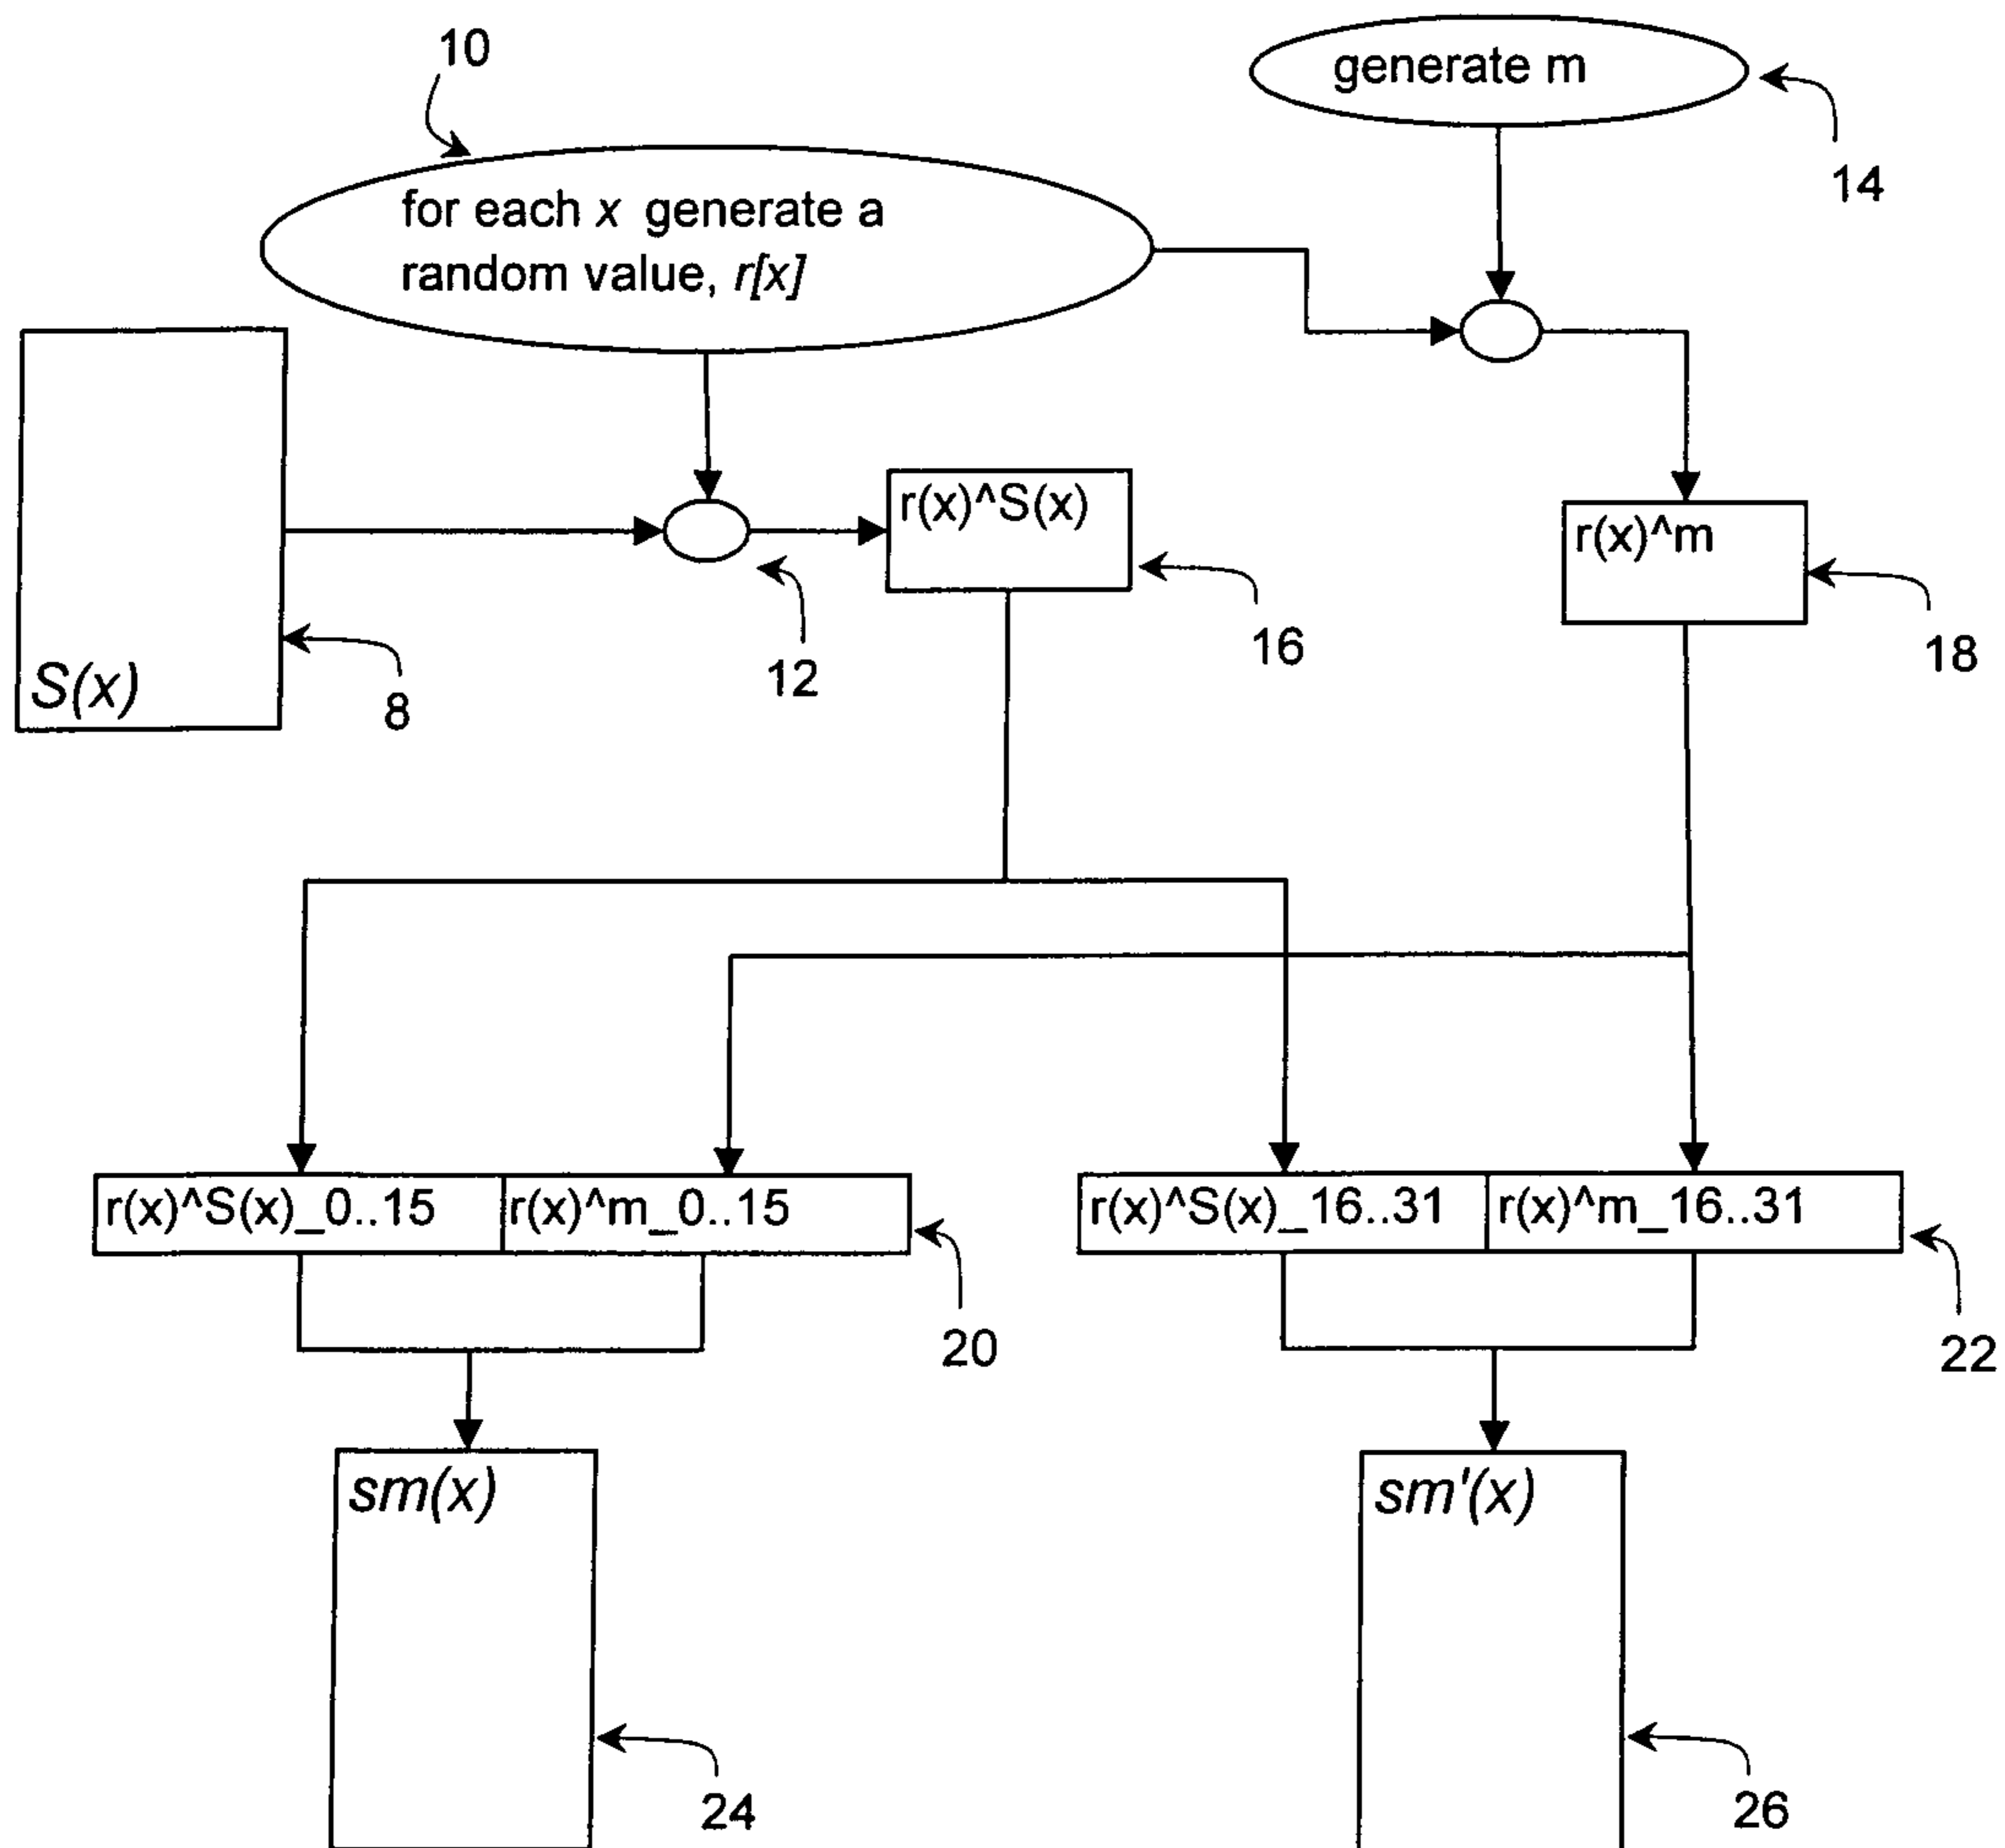 10
generate m
14
for each x generate a
random value, r[x]
r(x)^S(x)
r(x)^m
16
18
12
S(x)
8
r(x)^S(x)_0..15
r(x)^m_0..15
r(x)^S(x)_16..31
r(x)^m_16..31
20
22
sm(x)
sm'(x)
24
26